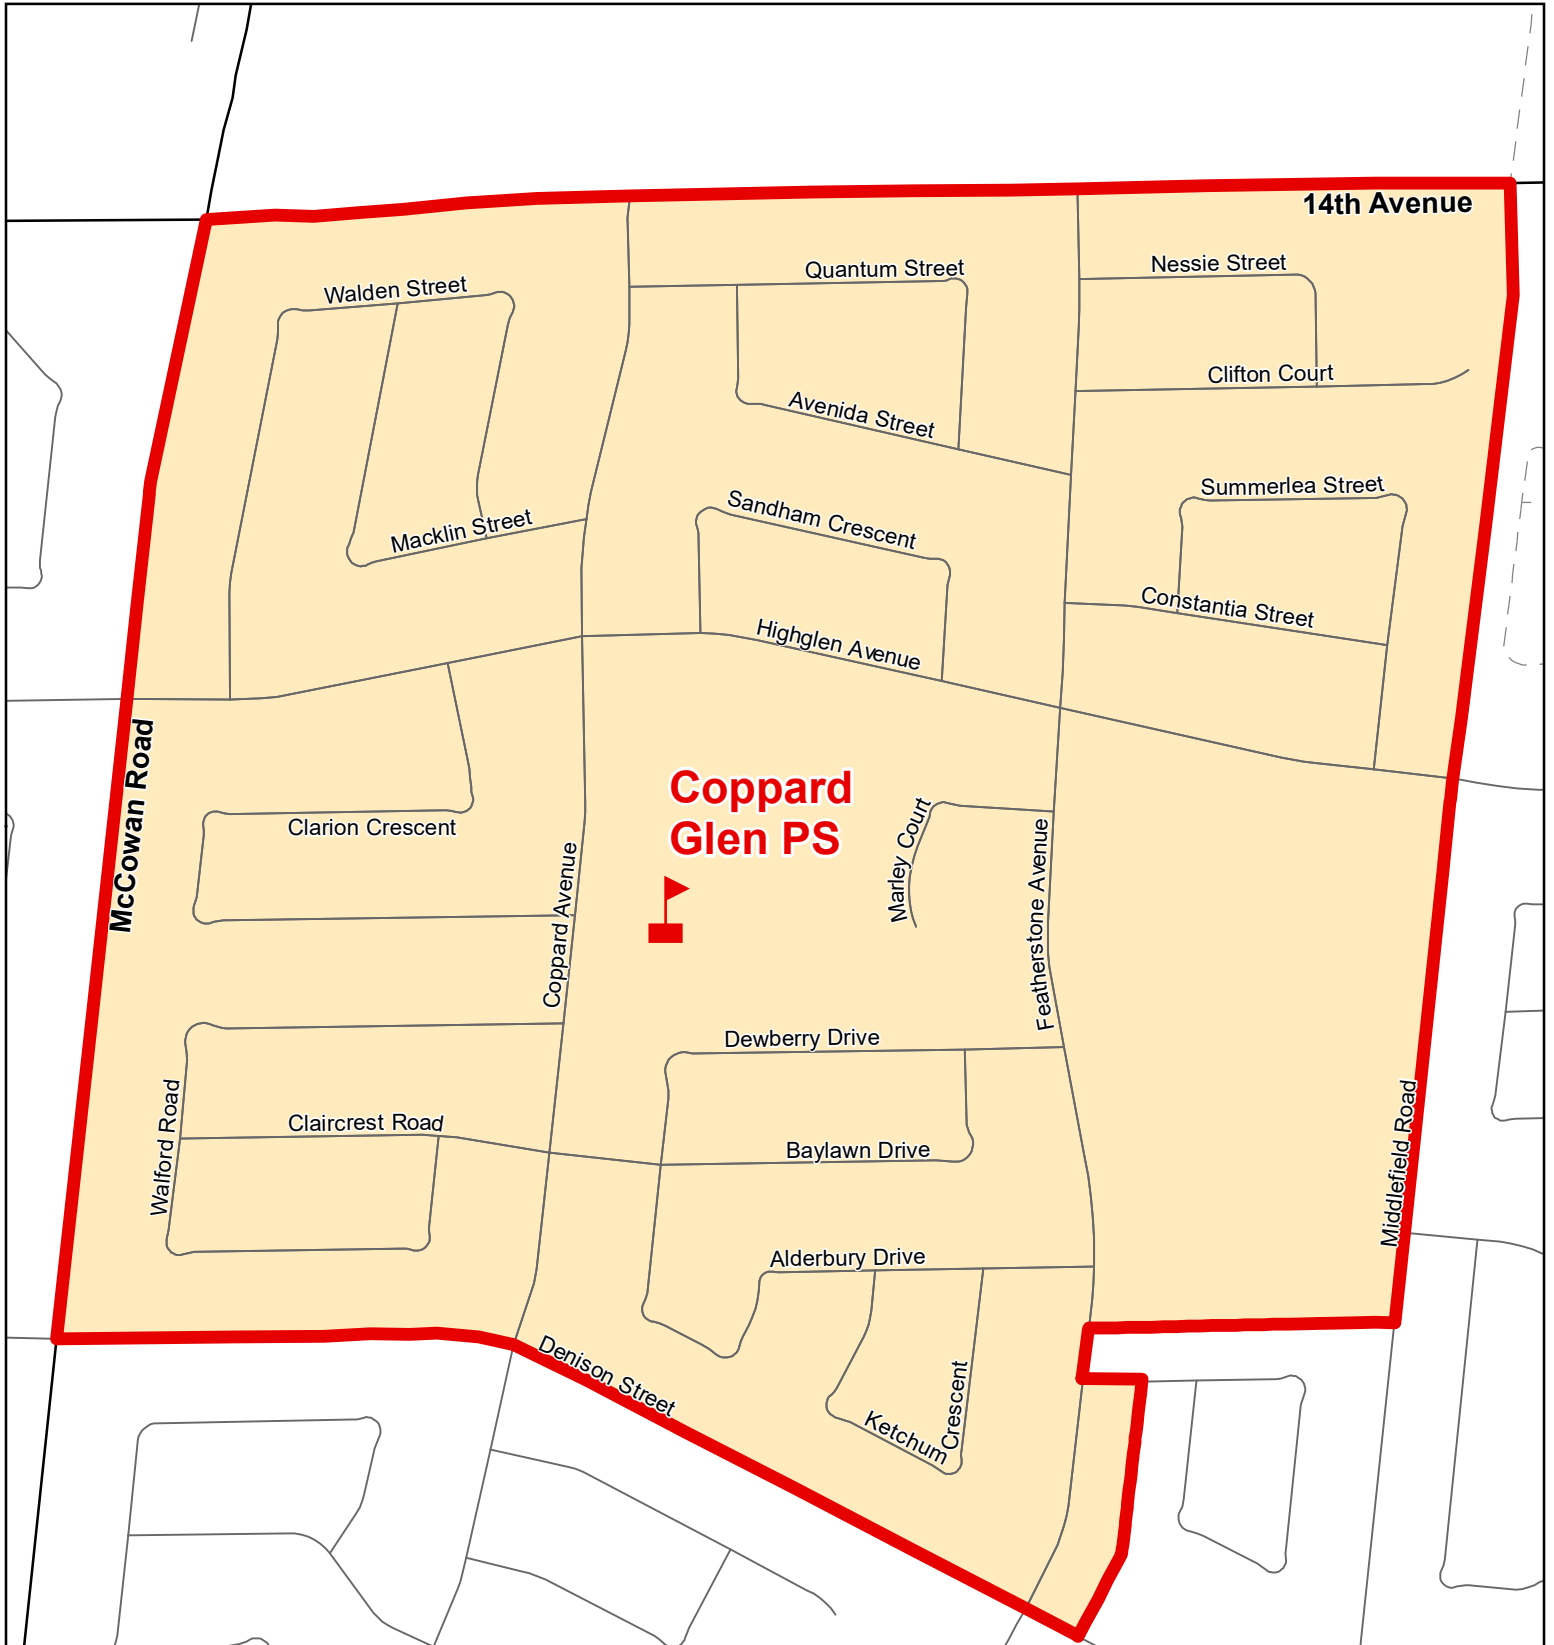 14th Avenue
Nessie Street
Quantum Street
Walden Street
Clifton Court
Avenida Street
Summerlea Street
Sandham Crescent
Macklin Street
Constantia Street
Highglen Avenue
McCowan Road
Coppard
Glen PS
Clarion Crescent
Marley Court
Coppard Avenue
Featherstone Avenue
Dewberry Drive
Walford Road
Claircrest Road
Baylawn Drive
Middlefield Road
Alderbury Drive
Denison Street
Ketchum
Crescent